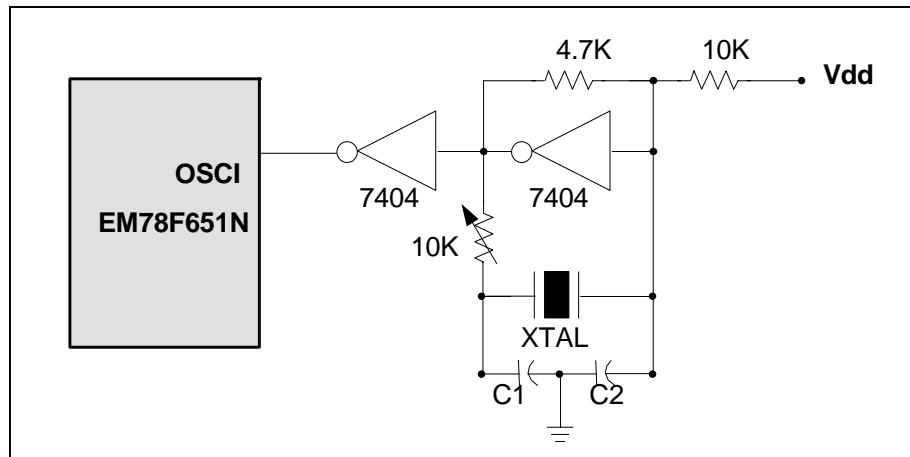 4.7K
10K
Vdd
OSCI
EM78F651N
7404
7404
10K
XTAL
C1
C2